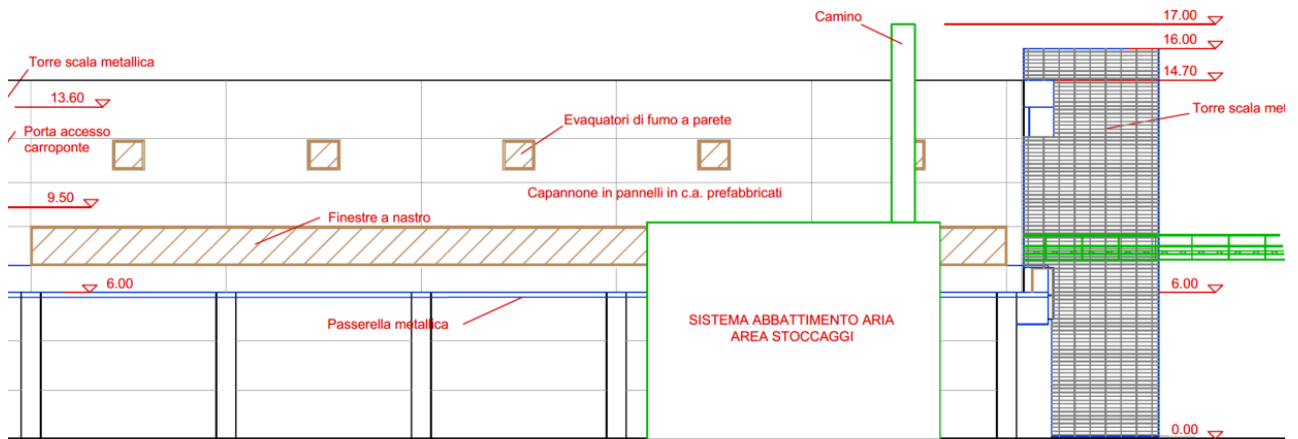 Camino
17.00
16.00
Torre scala metallica
14.70
13.60
Torre scala met
Evaquatori di fumo a parete
Porta accesso
carroponte
Capannone in pannelli in c.a. prefabbricati
9.50
Finestre a nastro
6.00
6.00
Passerella metallica
SISTEMA ABBATTIMENTO ARIA
AREA STOCCAGGI
0.00